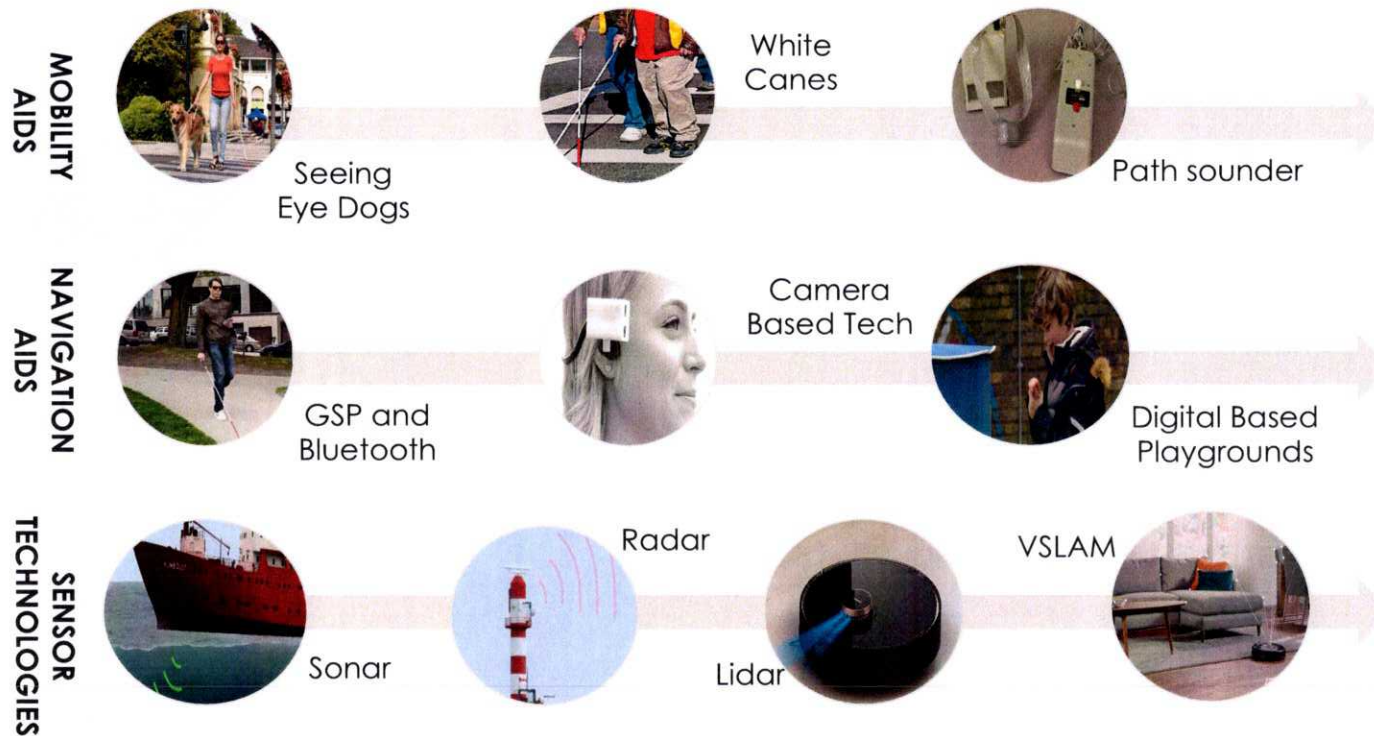 MOBILITY
AIDS
Seeing
Eye Dogs
White
Canes
Path sounder
NAVIGATION
AIDS
GSP and
Bluetooth
Camera
Based Tech
Digital Based
Playgrounds
SENSOR
TECHNOLOGIES
Sonar
Radar
Lidar
VSLAM